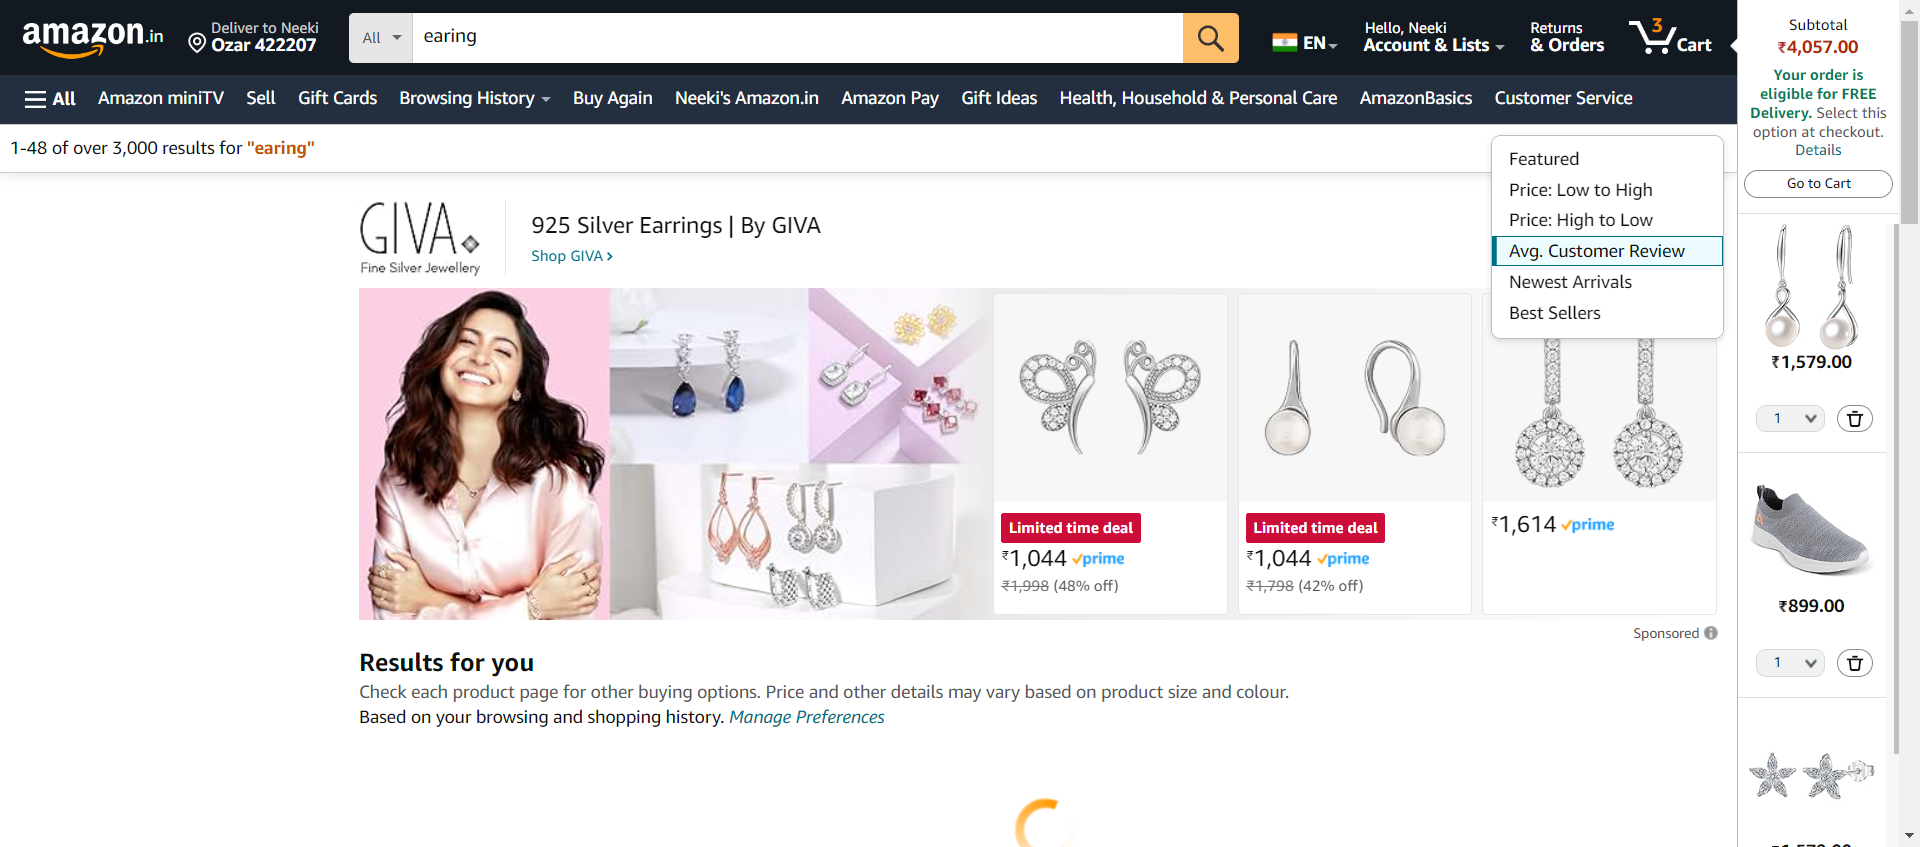 amazon.in
Deliver to Neeki
Ozar 422207
All
earing
EN
Hello, Neeki
Account & Lists
Returns
& Orders
3
Cart
All
Amazon miniTV
Sell
Gift Cards
Browsing History
Buy Again
Neeki's Amazon.in
Amazon Pay
Gift Ideas
Health, Household & Personal Care
AmazonBasics
Customer Service
1-48 of over 3,000 results for "earing"
Featured
Price: Low to High
Price: High to Low
Avg. Customer Review
Newest Arrivals
Best Sellers
GIVA
Fine Silver Jewellery
925 Silver Earrings | By GIVA
Shop GIVA ›
Limited time deal
₹1,044 prime
₹1,998 (48% off)
Limited time deal
₹1,044 prime
₹1,798 (42% off)
₹1,614 prime
Sponsored
Results for you
Check each product page for other buying options. Price and other details may vary based on product size and colour.
Based on your browsing and shopping history. Manage Preferences
Subtotal
₹4,057.00
Your order is
eligible for FREE
Delivery. Select this
option at checkout.
Details
Go to Cart
₹1,579.00
1
₹899.00
1